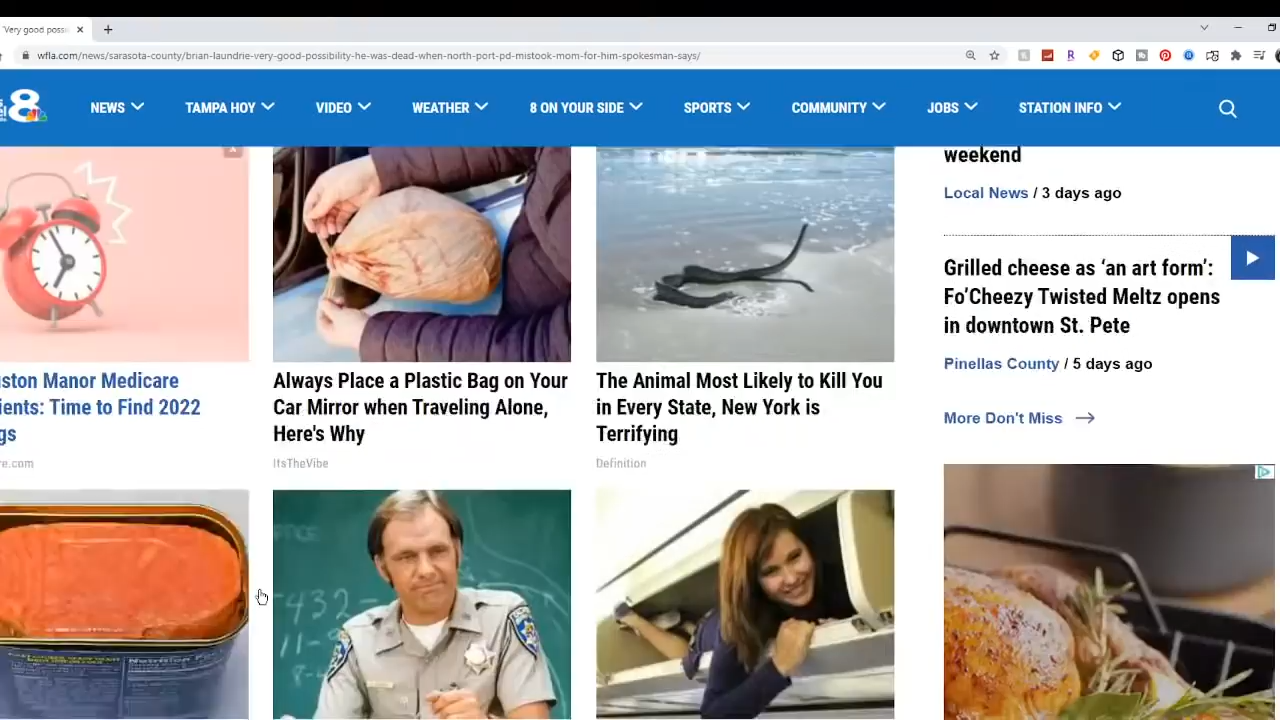 'Very good possi
wfla.com/news/sarasota-county/brian-laundrie-very-good-possibility-he-was-dead-when-north-port-pd-mistook-mom-for-him-spokesman-says/
8
NEWS
TAMPA HOY
VIDEO
WEATHER
8 ON YOUR SIDE
SPORTS
COMMUNITY
JOBS
STATION INFO
weekend
Local News / 3 days ago
Grilled cheese as ‘an art form’:
Fo’Cheezy Twisted Meltz opens
in downtown St. Pete
Pinellas County / 5 days ago
More Don't Miss
uston Manor Medicare
ients: Time to Find 2022
gs
re.com
Always Place a Plastic Bag on Your
Car Mirror when Traveling Alone,
Here's Why
ItsTheVibe
The Animal Most Likely to Kill You
in Every State, New York is
Terrifying
Definition